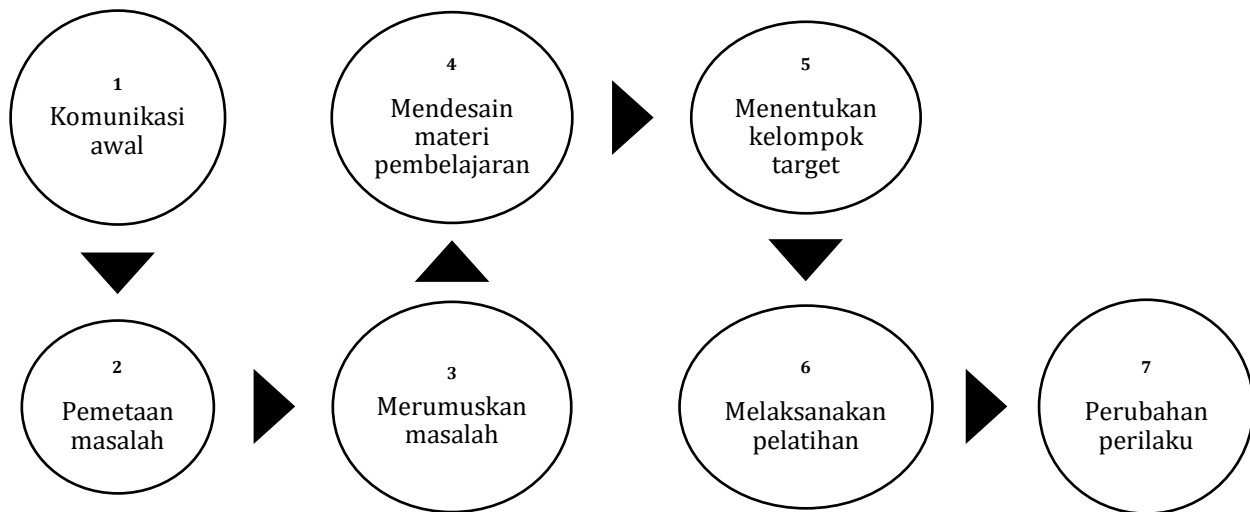 1
Komunikasi
awal
2
Pemetaan
masalah
3
Merumuskan
masalah
4
Mendesain
materi
pembelajaran
5
Menentukan
kelompok
target
6
Melaksanakan
pelatihan
7
Perubahan
perilaku